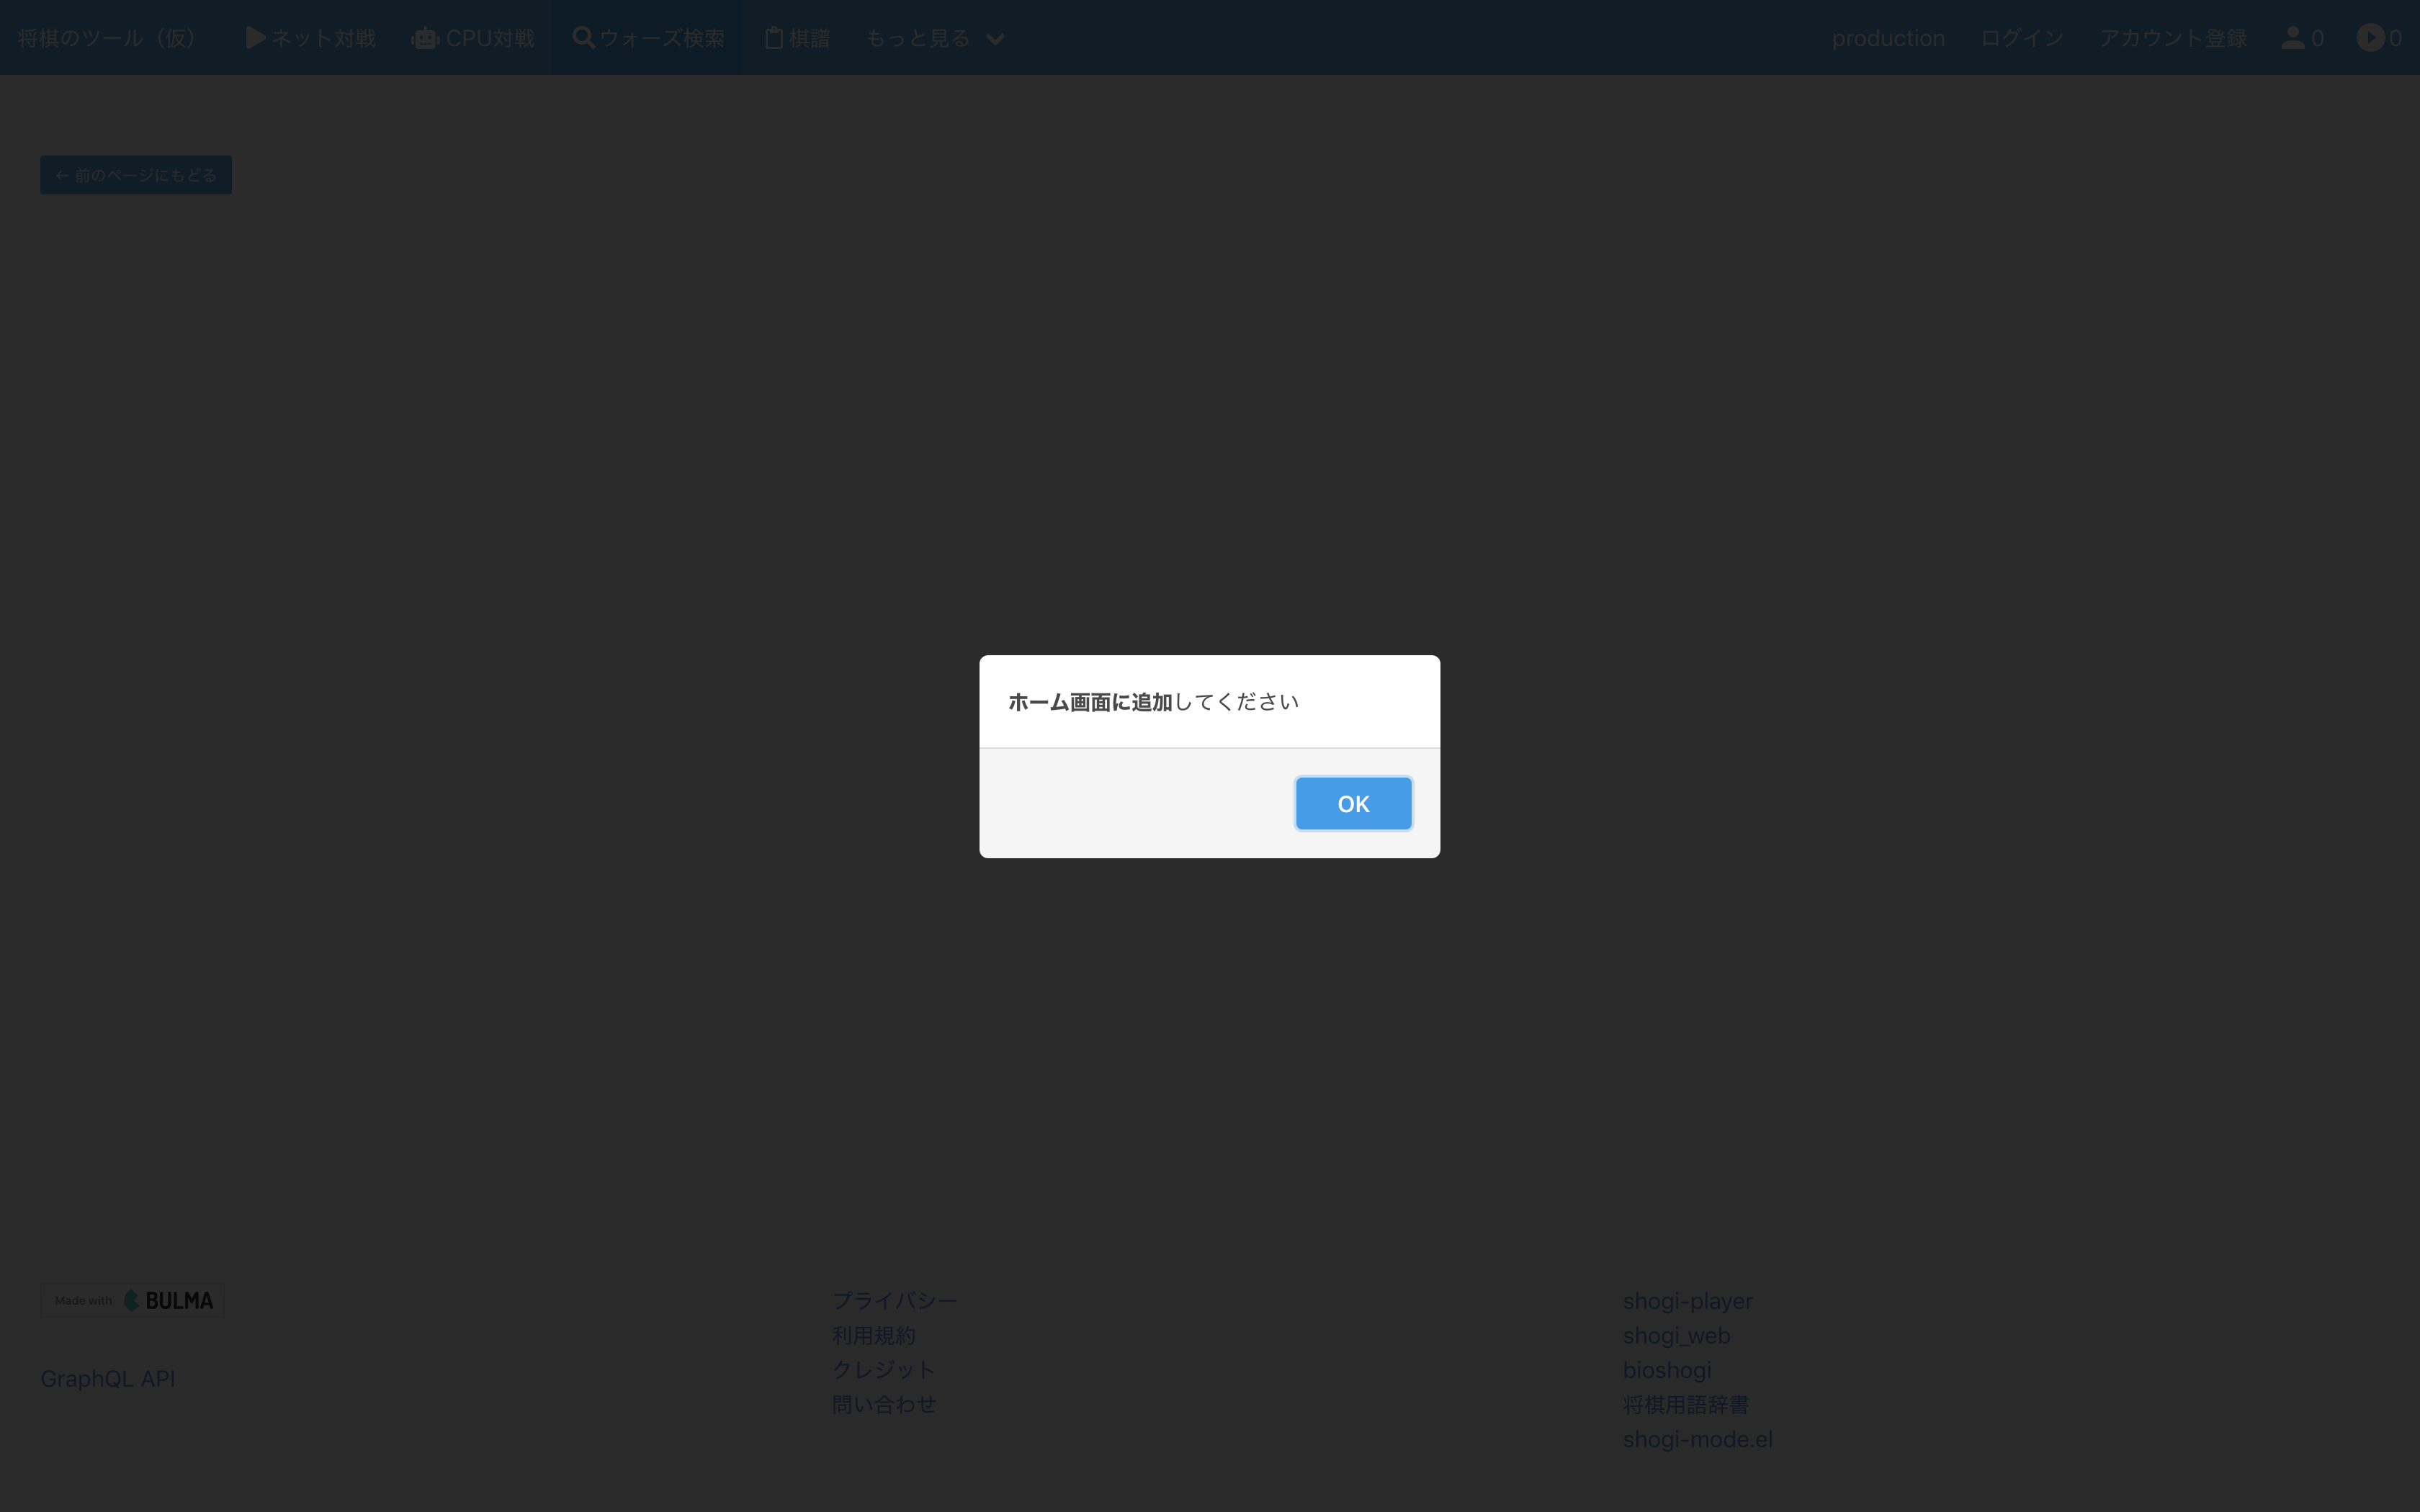 将棋のツール（仮） ネット対戦 CPU対戦 ウォーズ検索 棋譜 もっと見る production ログイン アカウント登録 0 0
← 前のページにもどる
ホーム画面に追加してください
OK
Made with BULMA
GraphQL API
プライバシー
利用規約
クレジット
問い合わせ
shogi-player
shogi_web
bioshogi
将棋用語辞書
shogi-mode.el